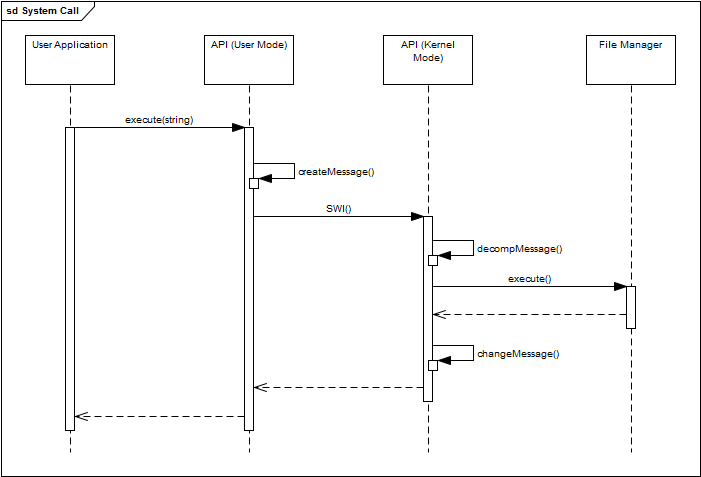 sd System Call
User Application
API (User Mode)
API (Kernel
Mode)
File Manager
execute(string)
createMessage()
SWI()
decompMessage()
execute()
changeMessage()